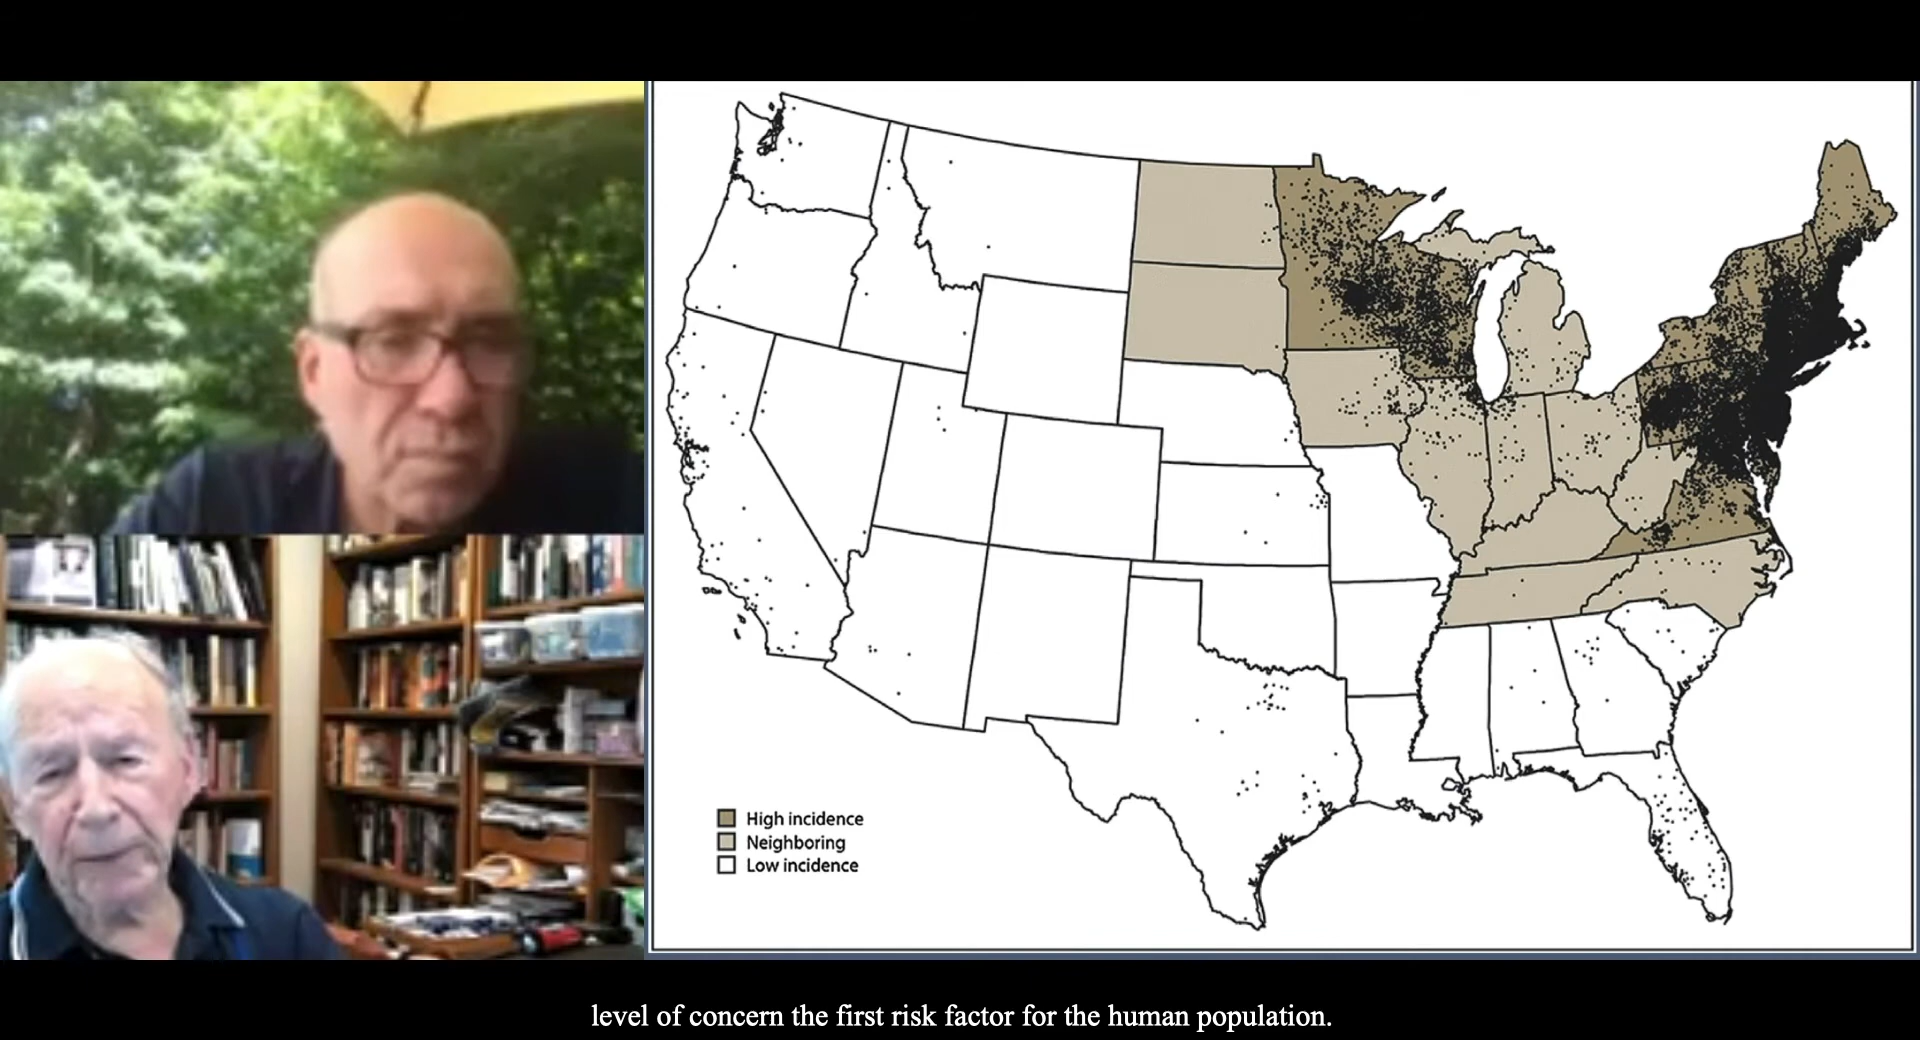 High incidence
Neighboring
Low incidence
level of concern the first risk factor for the human population.